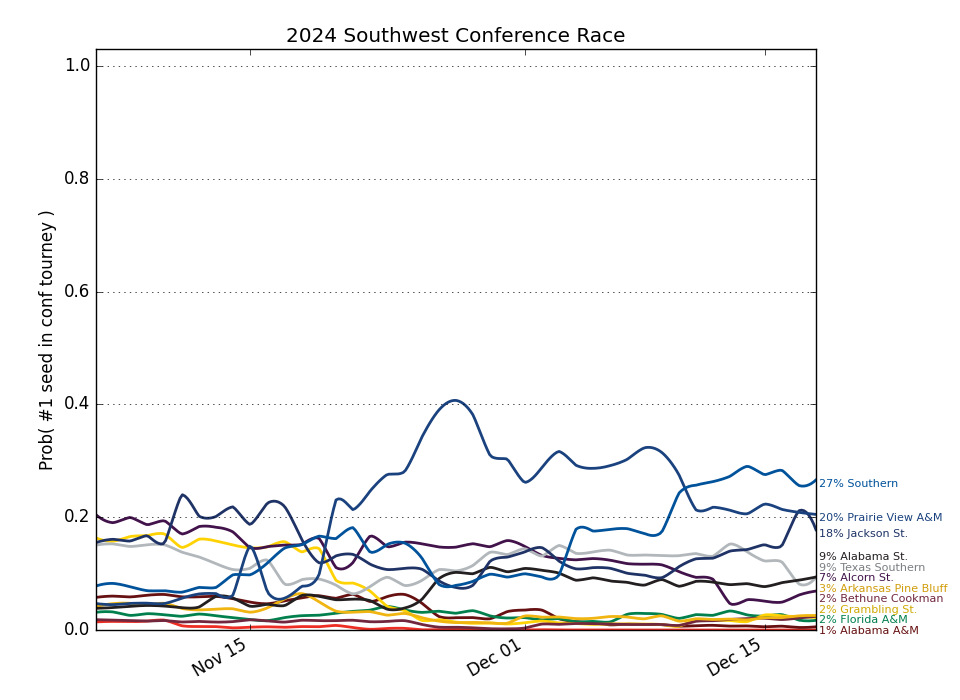 2024 Southwest Conference Race
Prob( #1 seed in conf tourney )
1.0
0.8
0.6
0.4
0.2
0.0
Nov 15
Dec 01
Dec 15
27% Southern
20% Prairie View A&M
18% Jackson St.
9% Alabama St.
9% Texas Southern
7% Alcorn St.
3% Arkansas Pine Bluff
2% Bethune Cookman
2% Grambling St.
2% Florida A&M
1% Alabama A&M